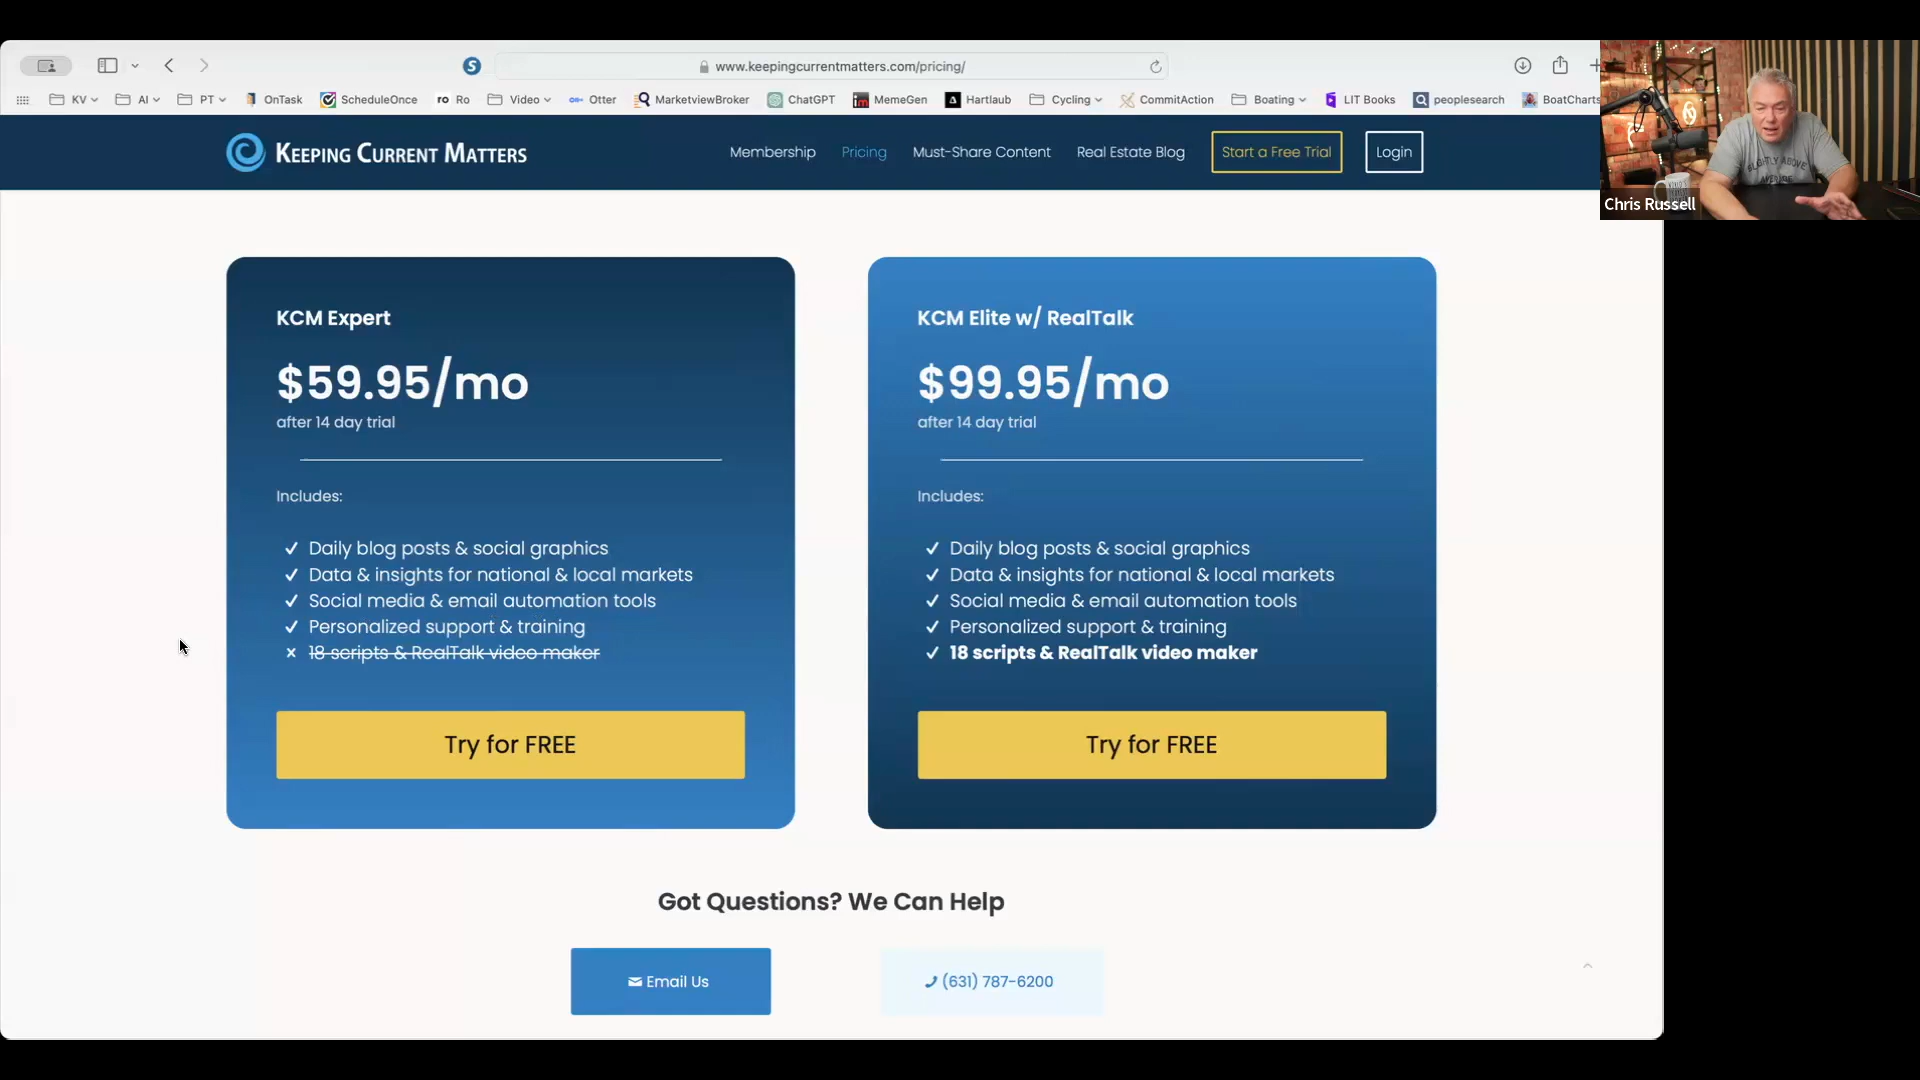 www.keepingcurrentmatters.com/pricing/
KV
AI
PT
OnTask
ScheduleOnce
ro Ro
Video
Otter
MarketviewBroker
ChatGPT
im MemeGen
Hartlaub
Cycling
CommitAction
Boating
LIT Books
peoplesearch
BoatCharts
KEEPING CURRENT MATTERS
Membership
Pricing
Must-Share Content
Real Estate Blog
Start a Free Trial
Login
SLIGHTLY ABOVE
AVERAGE
Chris Russell
KCM Expert
$59.95/mo
after 14 day trial
Includes:
Daily blog posts & social graphics
Data & insights for national & local markets
Social media & email automation tools
Personalized support & training
18 scripts & RealTalk video maker
Try for FREE
KCM Elite w/ RealTalk
$99.95/mo
after 14 day trial
Includes:
Daily blog posts & social graphics
Data & insights for national & local markets
Social media & email automation tools
Personalized support & training
18 scripts & RealTalk video maker
Try for FREE
Got Questions? We Can Help
Email Us
(631) 787-6200